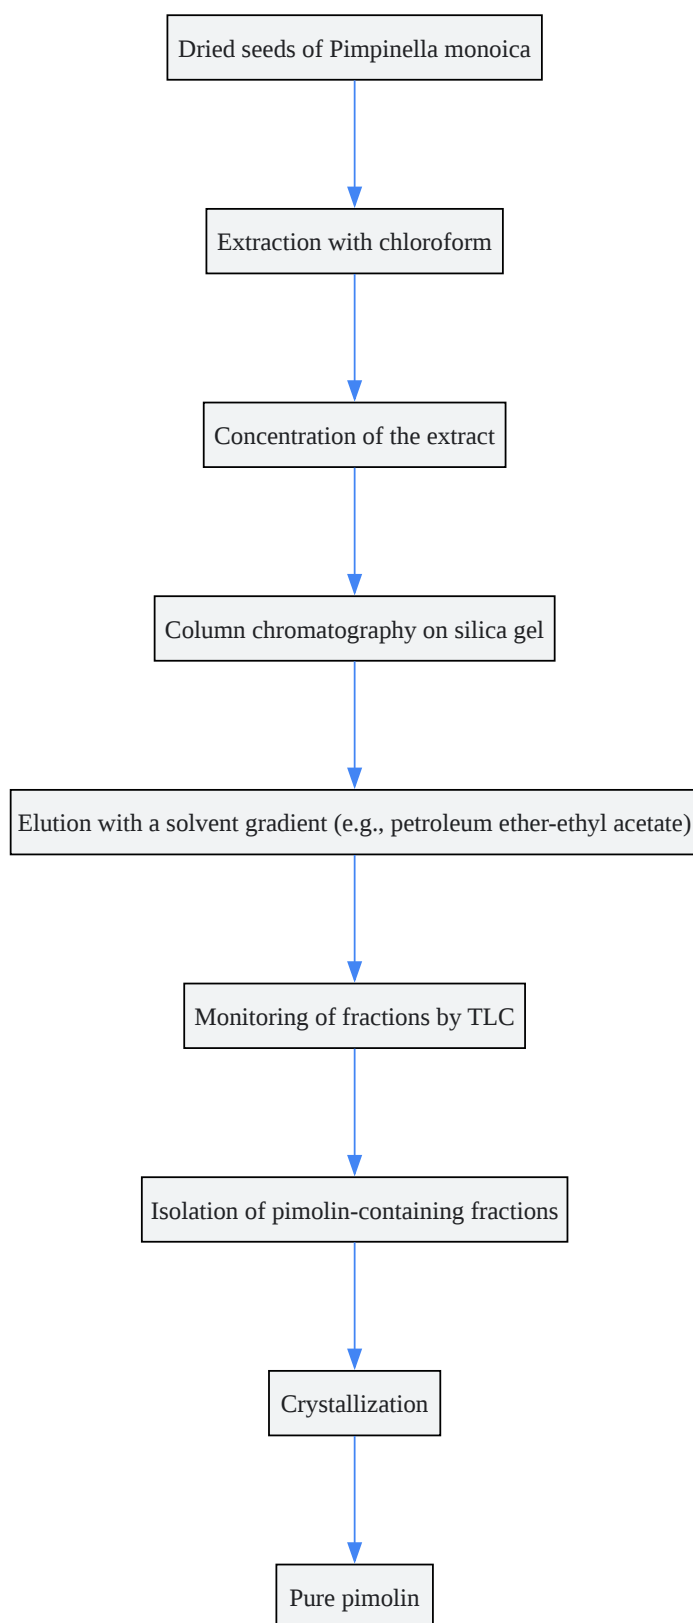 Dried seeds of Pimpinella monoica
Extraction with chloroform
Concentration of the extract
Column chromatography on silica gel
Elution with a solvent gradient (e.g., petroleum ether-ethyl acetate)
Monitoring of fractions by TLC
Isolation of pimolin-containing fractions
Crystallization
Pure pimolin